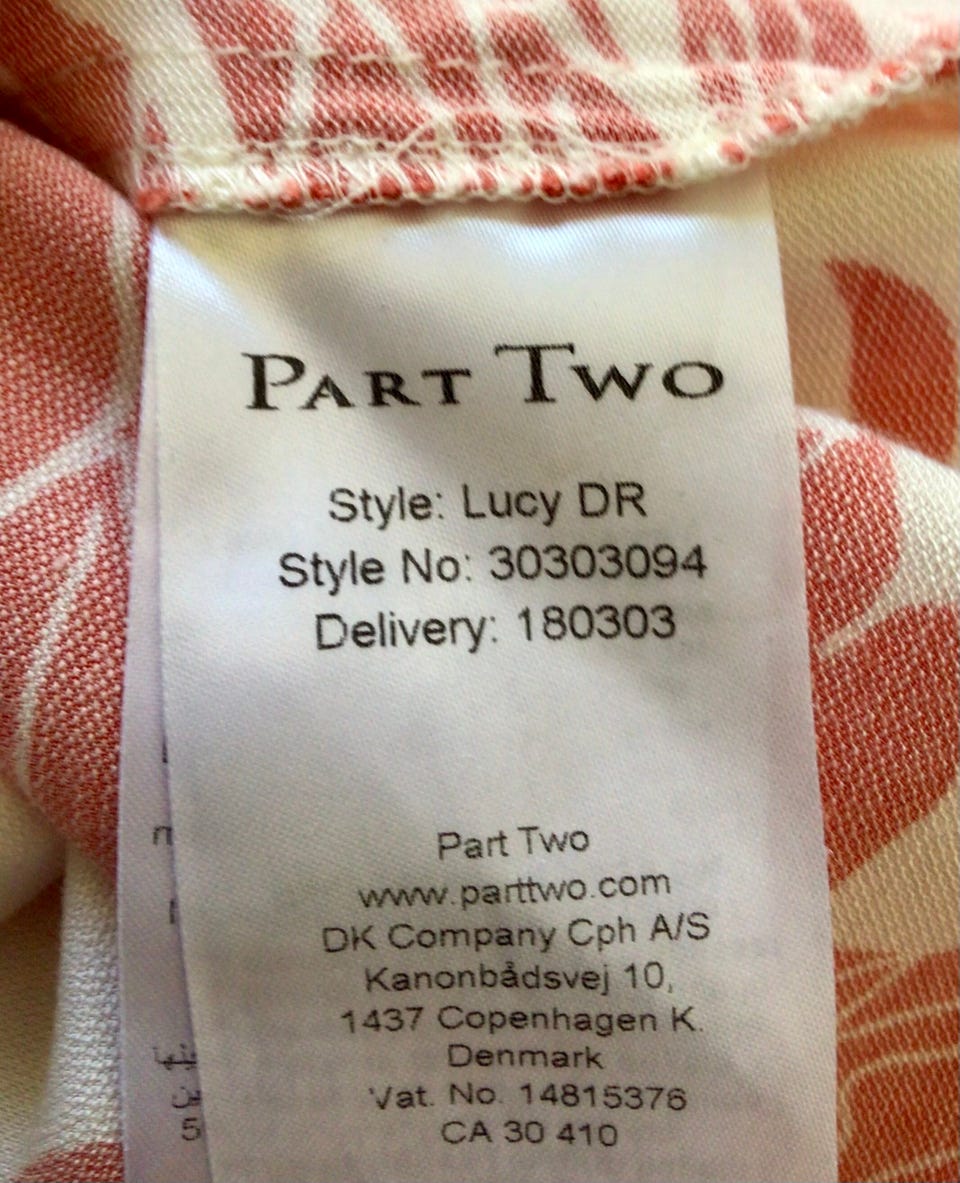 PART TWO
Style: Lucy DR
Style No: 30303094
Delivery: 180303
Part Two
www.parttwo.com
DK Company Cph A/S
Kanonbådsvej 10,
1437 Copenhagen K.
Denmark
Vat. No. 14815376
CA 30 410